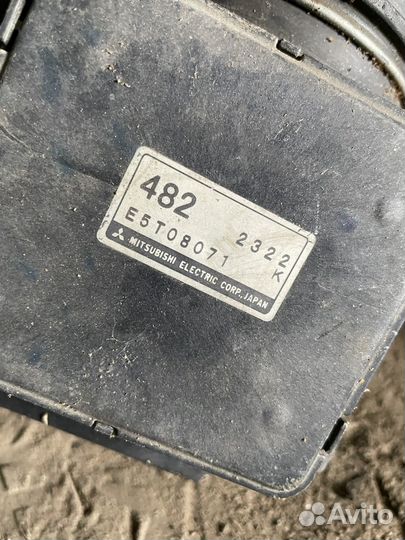 482
2322
E5T08071 K
MITSUBISHI ELECTRIC CORP., JAPAN
Avito